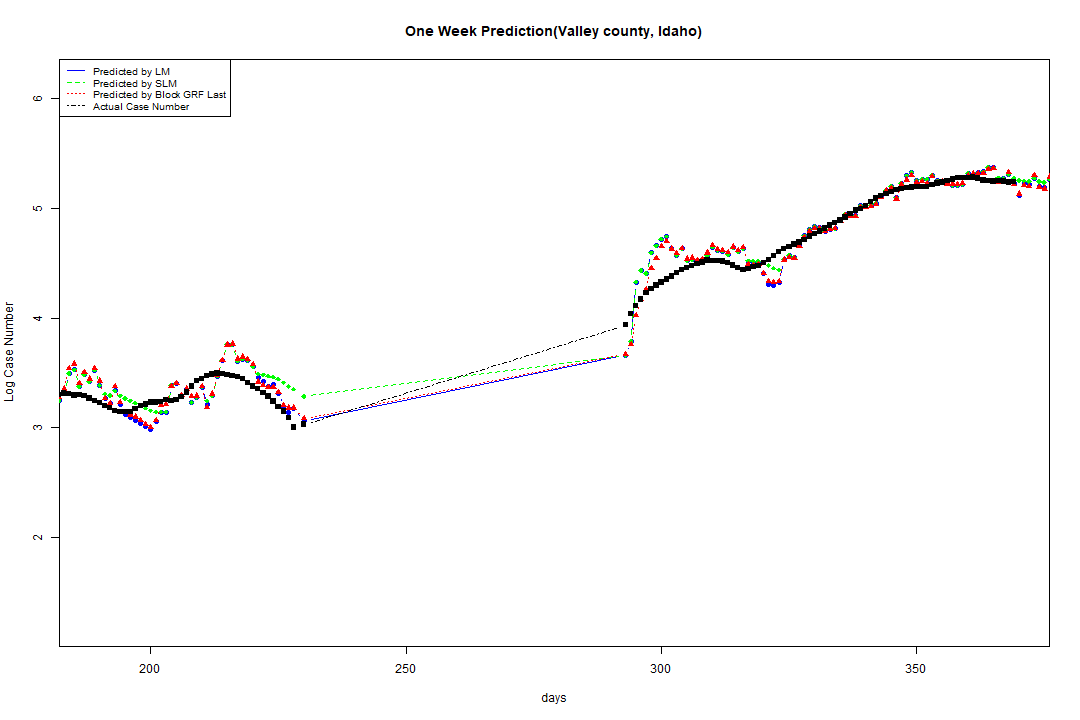 One Week Prediction(Valley county, Idaho)
Predicted by LM
Predicted by SLM
Predicted by Block GRF Last
Actual Case Number
6
5
4
3
2
Log Case Number
200
250
300
350
days